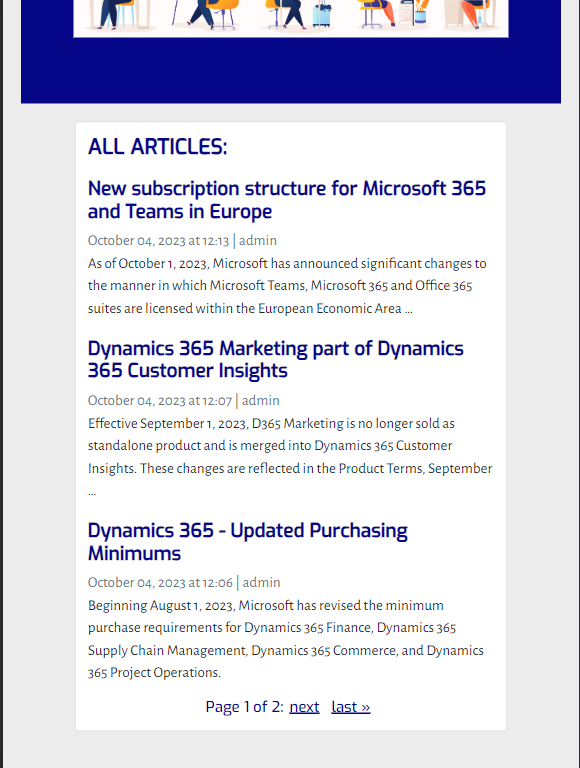 ALL ARTICLES:
New subscription structure for Microsoft 365
and Teams in Europe
October 04, 2023 at 12:13 | admin
As of October 1, 2023, Microsoft has announced significant changes to
the manner in which Microsoft Teams, Microsoft 365 and Office 365
suites are licensed within the European Economic Area ...
Dynamics 365 Marketing part of Dynamics
365 Customer Insights
October 04, 2023 at 12:07 | admin
Effective September 1, 2023, D365 Marketing is no longer sold as
standalone product and is merged into Dynamics 365 Customer
Insights. These changes are reflected in the Product Terms, September
...
Dynamics 365 - Updated Purchasing
Minimums
October 04, 2023 at 12:06 | admin
Beginning August 1, 2023, Microsoft has revised the minimum
purchase requirements for Dynamics 365 Finance, Dynamics 365
Supply Chain Management, Dynamics 365 Commerce, and Dynamics
365 Project Operations.
Page 1 of 2: next last »